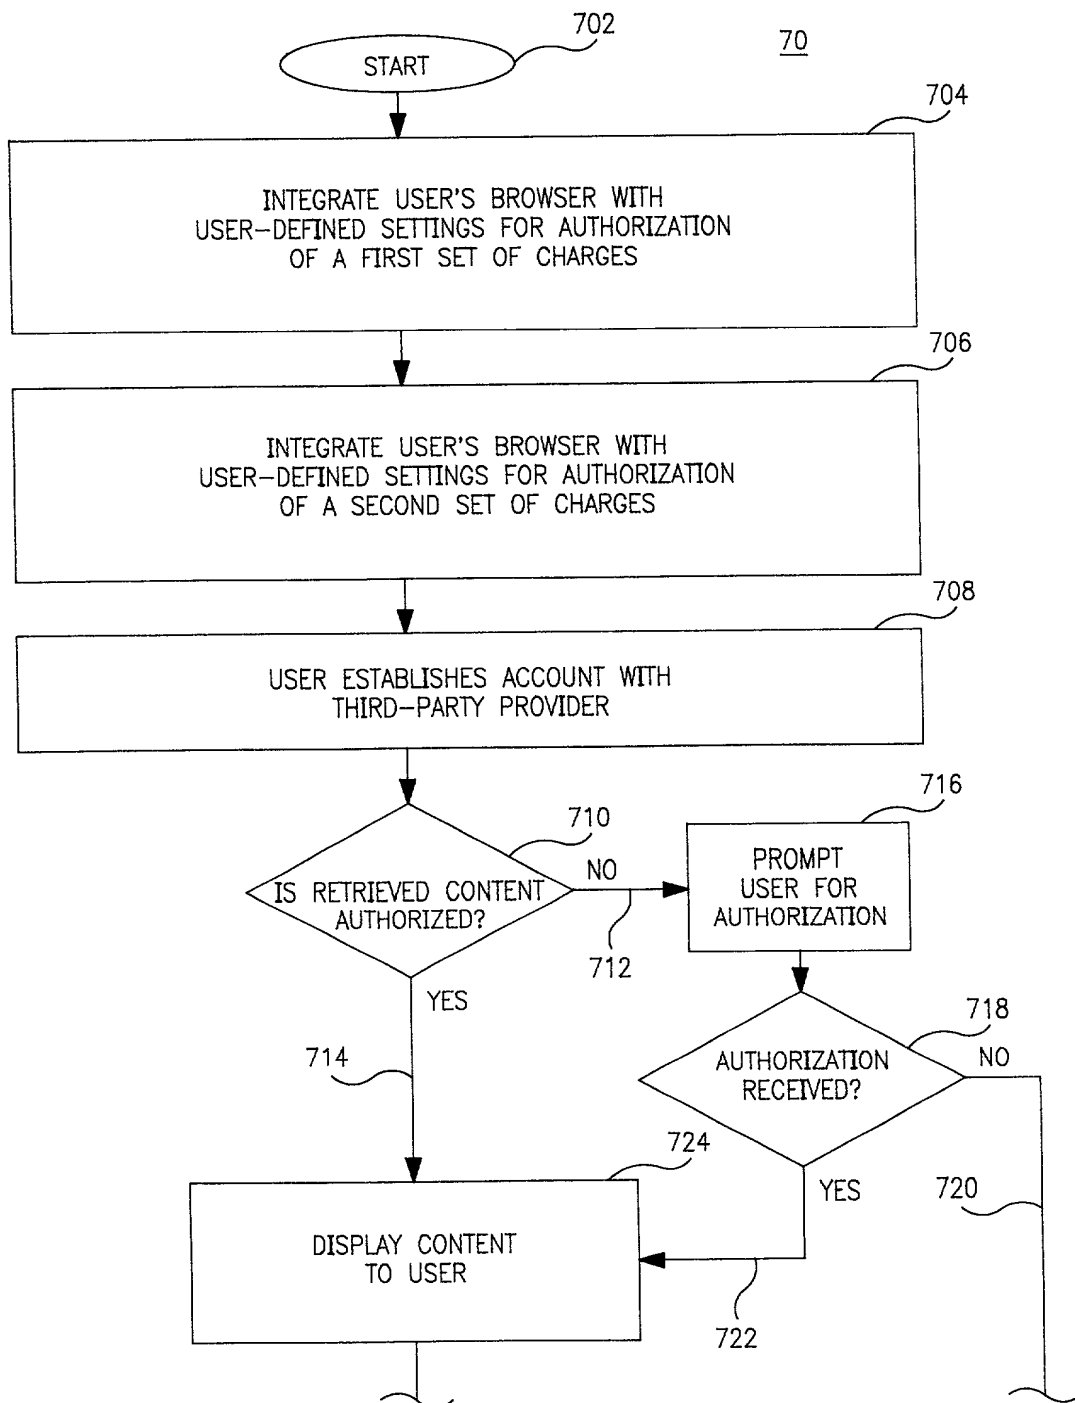 702
70
START
704
INTEGRATE USER'S BROWSER WITH
USER-DEFINED SETTINGS FOR AUTHORIZATION
OF A FIRST SET OF CHARGES
706
INTEGRATE USER'S BROWSER WITH
USER-DEFINED SETTINGS FOR AUTHORIZATION
OF A SECOND SET OF CHARGES
708
USER ESTABLISHES ACCOUNT WITH
THIRD-PARTY PROVIDER
716
710
NO
PROMPT
USER FOR
AUTHORIZATION
IS RETRIEVED CONTENT
AUTHORIZED?
712
YES
718
NO
714
AUTHORIZATION
RECEIVED?
724
YES
720
DISPLAY CONTENT
TO USER
722